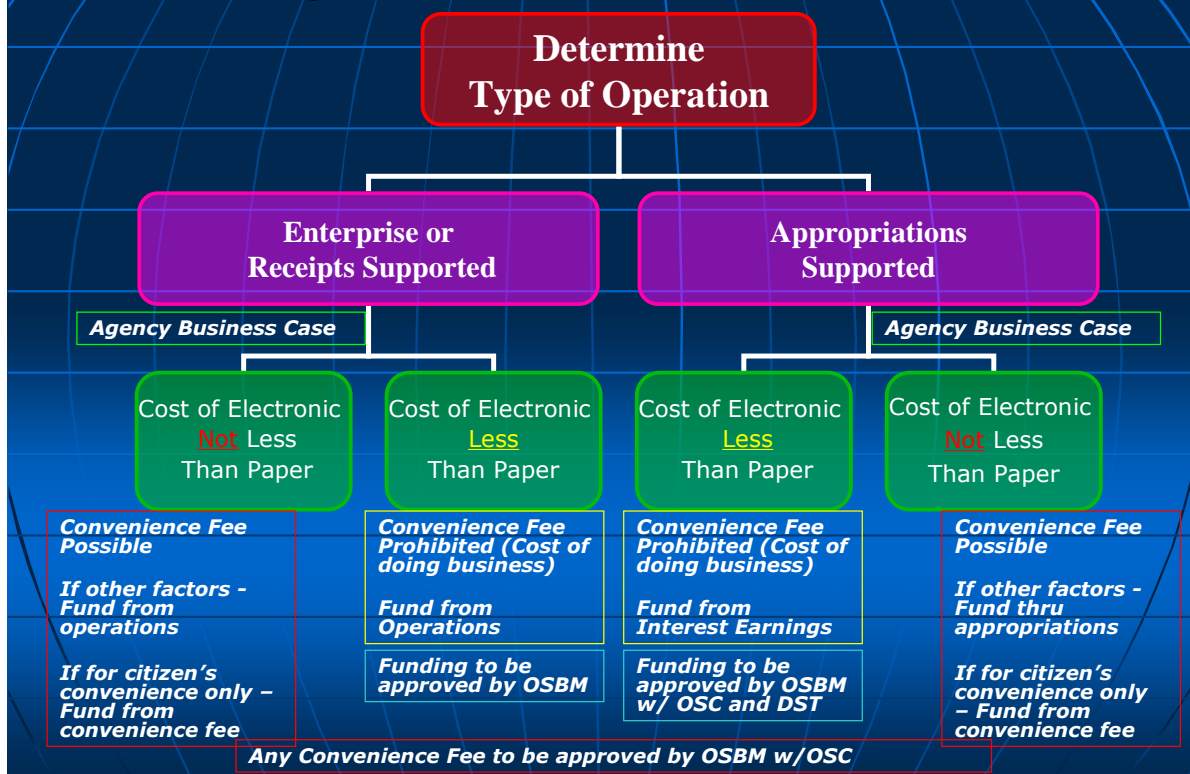 Determine
Type of Operation
Enterprise or
Receipts Supported
Appropriations
Supported
Agency Business Case
Agency Business Case
Cost of Electronic
Not Less
Than Paper
Cost of Electronic
Less
Than Paper
Cost of Electronic
Less
Than Paper
Cost of Electronic
Not Less
Than Paper
Convenience Fee
Possible
If other factors -
Fund from
operations
If for citizen’s
convenience only –
Fund from
convenience fee
Convenience Fee
Prohibited (Cost of
doing business)
Fund from
Operations
Funding to be
approved by OSBM
Convenience Fee
Prohibited (Cost of
doing business)
Fund from
Interest Earnings
Funding to be
approved by OSBM
w/ OSC and DST
Convenience Fee
Possible
If other factors -
Fund thru
appropriations
If for citizen’s
convenience only
– Fund from
convenience fee
Any Convenience Fee to be approved by OSBM w/OSC